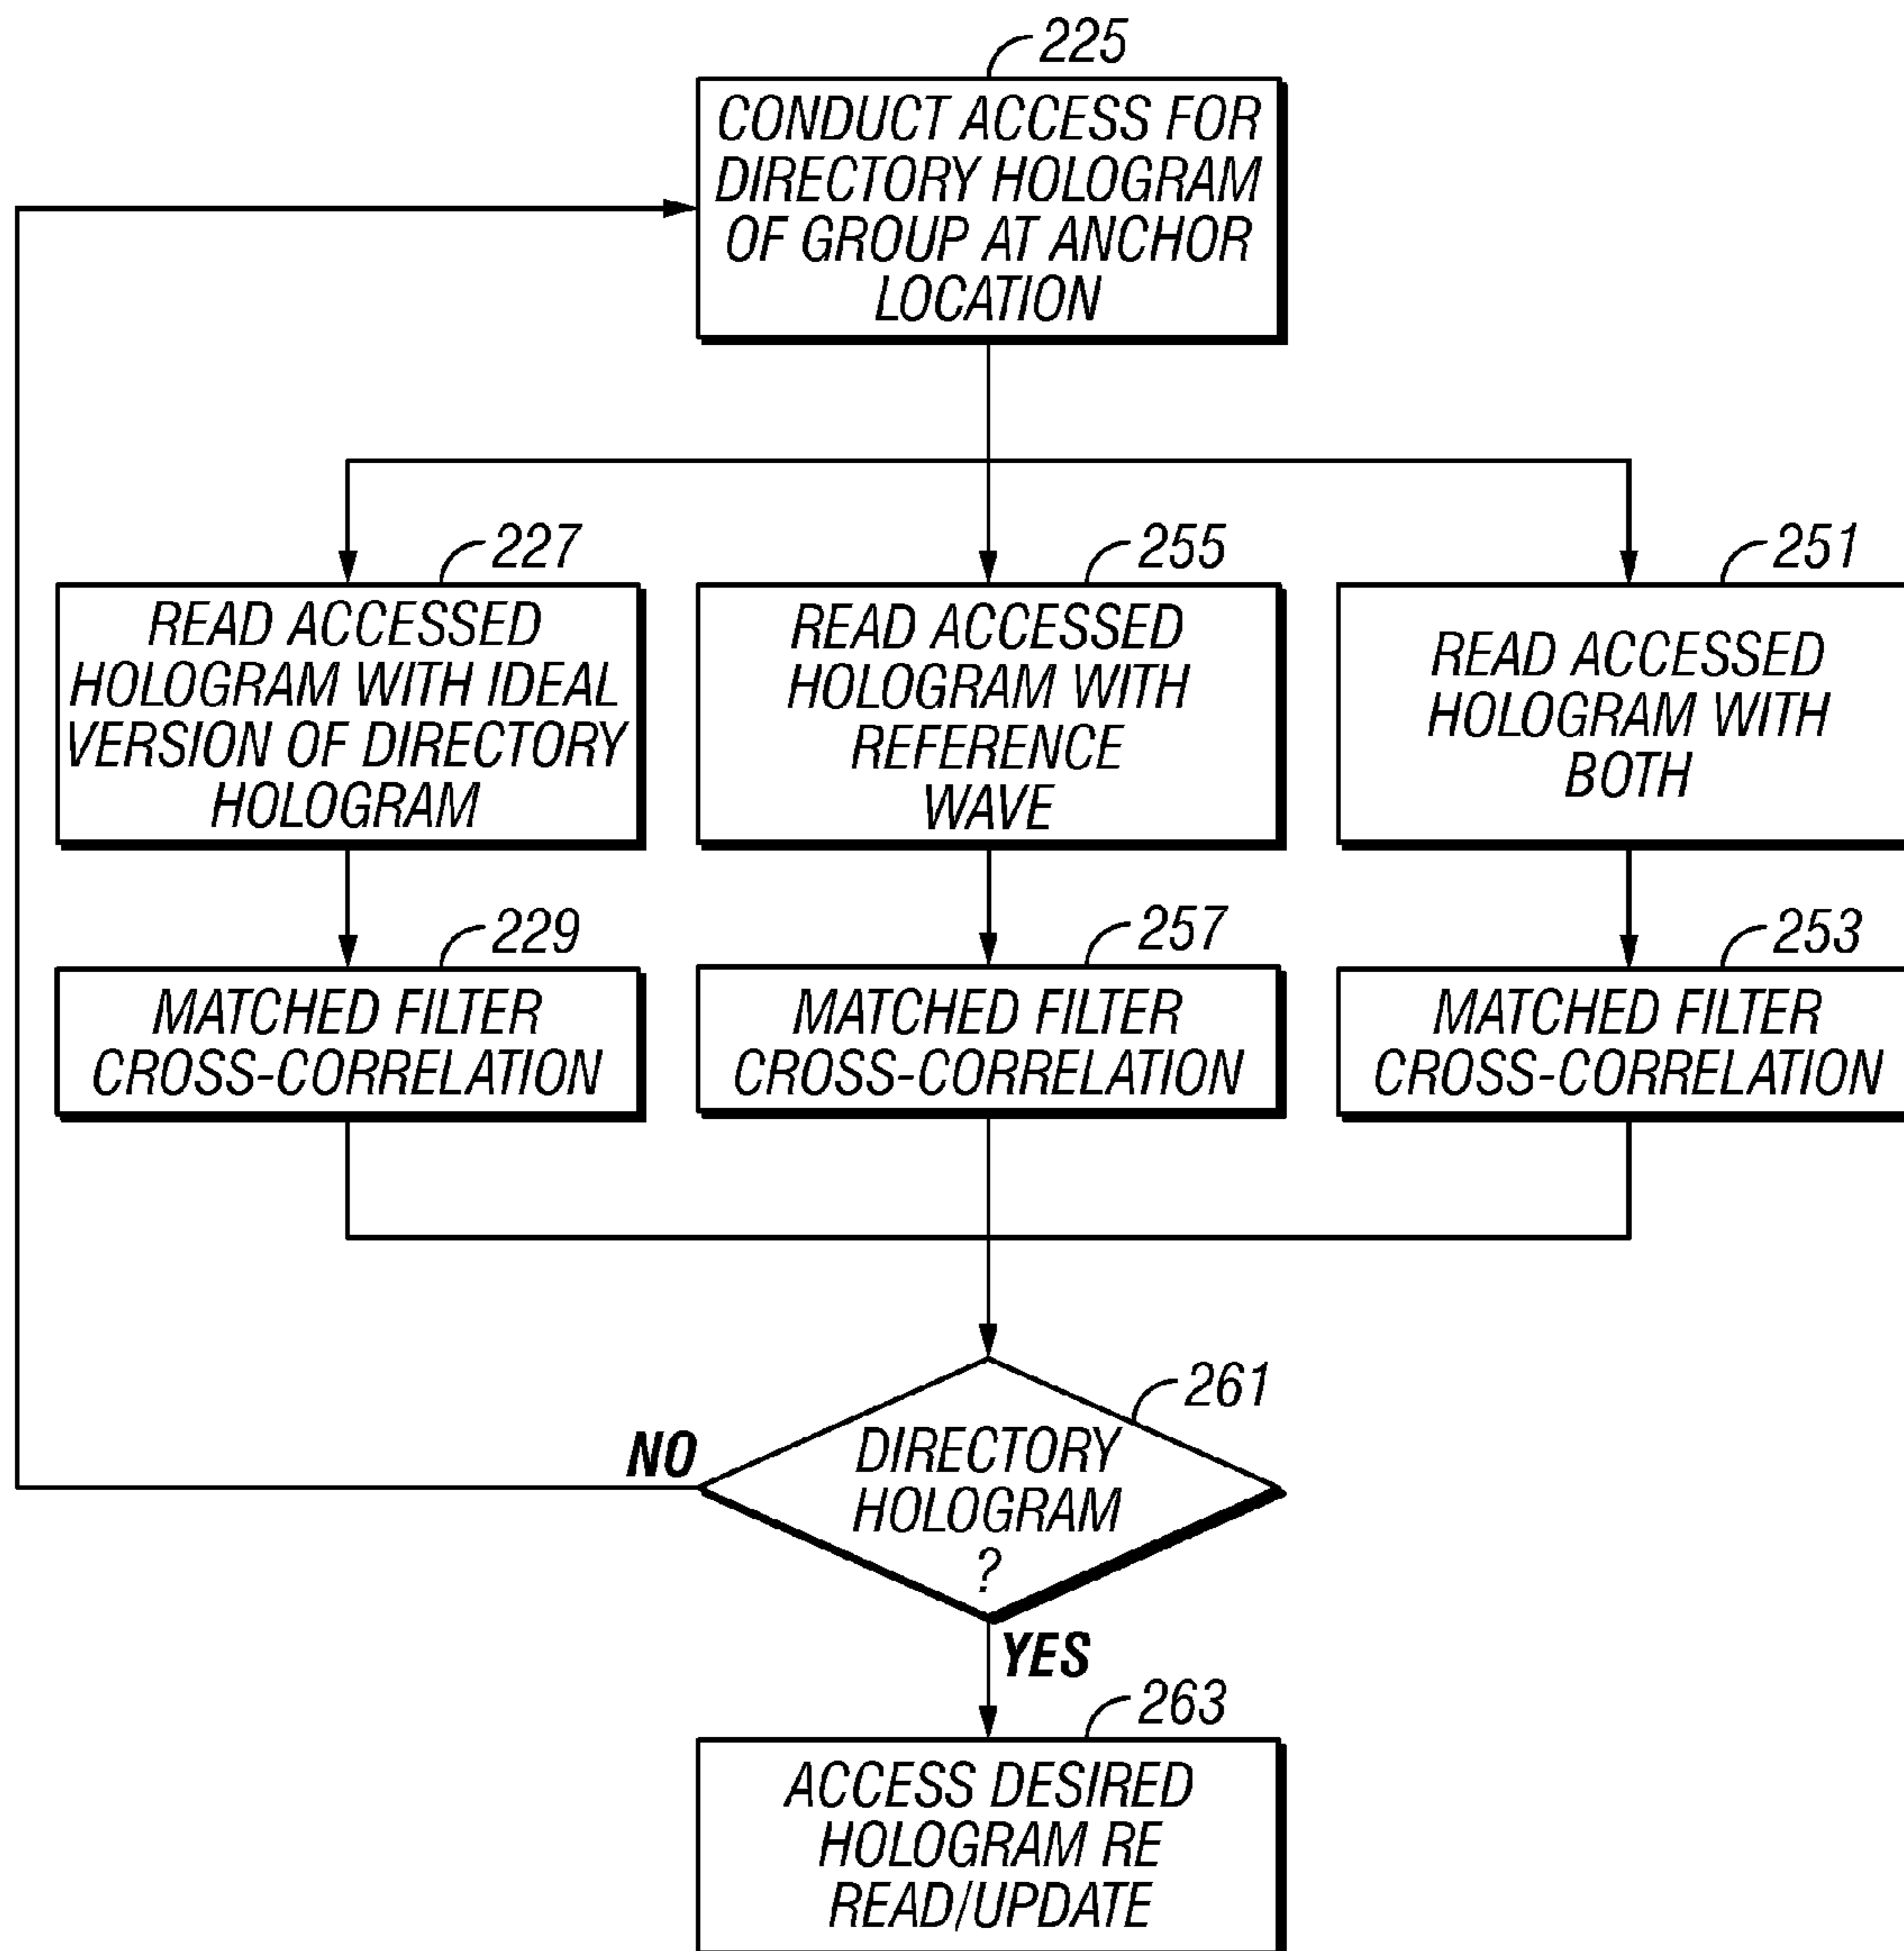 225
CONDUCT ACCESS FOR
DIRECTORY HOLOGRAM
OF GROUP AT ANCHOR
LOCATION
227
READ ACCESSED
HOLOGRAM WITH IDEAL
VERSION OF DIRECTORY
HOLOGRAM
255
READ ACCESSED
HOLOGRAM WITH
REFERENCE
WAVE
251
READ ACCESSED
HOLOGRAM WITH
BOTH
229
MATCHED FILTER
CROSS-CORRELATION
257
MATCHED FILTER
CROSS-CORRELATION
253
MATCHED FILTER
CROSS-CORRELATION
261
DIRECTORY
HOLOGRAM
?
NO
YES
263
ACCESS DESIRED
HOLOGRAM RE
READ/UPDATE